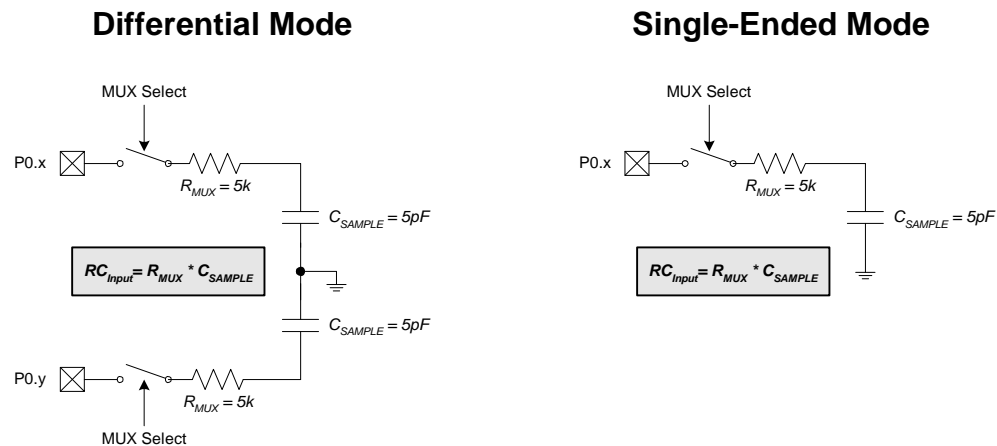 Differential Mode
MUX Select
P0.x
R_MUX = 5k
C_SAMPLE = 5pF
RC_Input= R_MUX * C_SAMPLE
C_SAMPLE = 5pF
P0.y
R_MUX = 5k
MUX Select
Single-Ended Mode
MUX Select
P0.x
R_MUX = 5k
C_SAMPLE = 5pF
RC_Input= R_MUX * C_SAMPLE